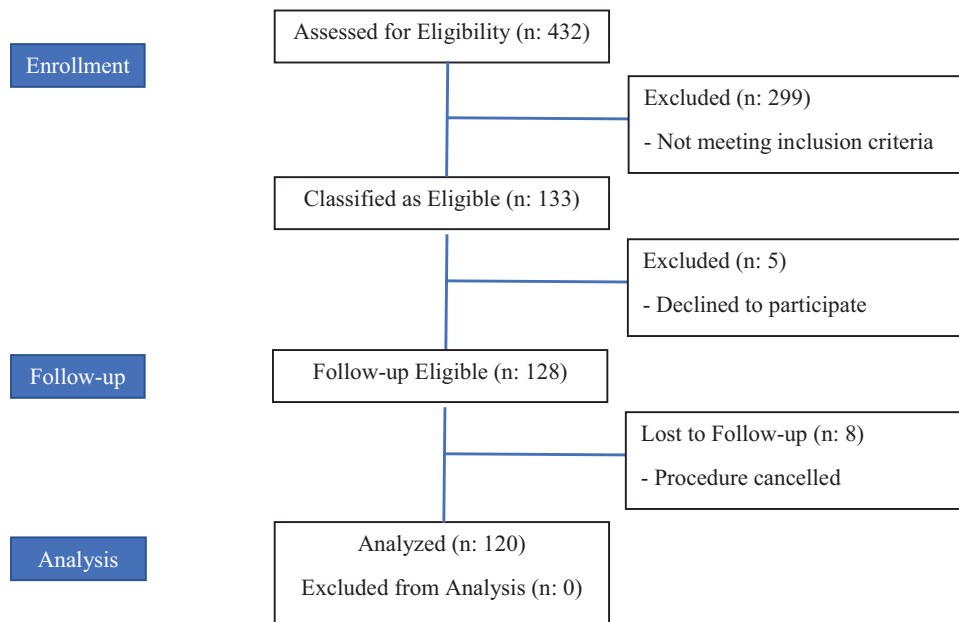 Assessed for Eligibility (n: 432)
Enrollment
Excluded (n: 299)
- Not meeting inclusion criteria
Classified as Eligible (n: 133)
Excluded (n: 5)
- Declined to participate
Follow-up
Follow-up Eligible (n: 128)
Lost to Follow-up (n: 8)
- Procedure cancelled
Analysis
Analyzed (n: 120)
Excluded from Analysis (n: 0)